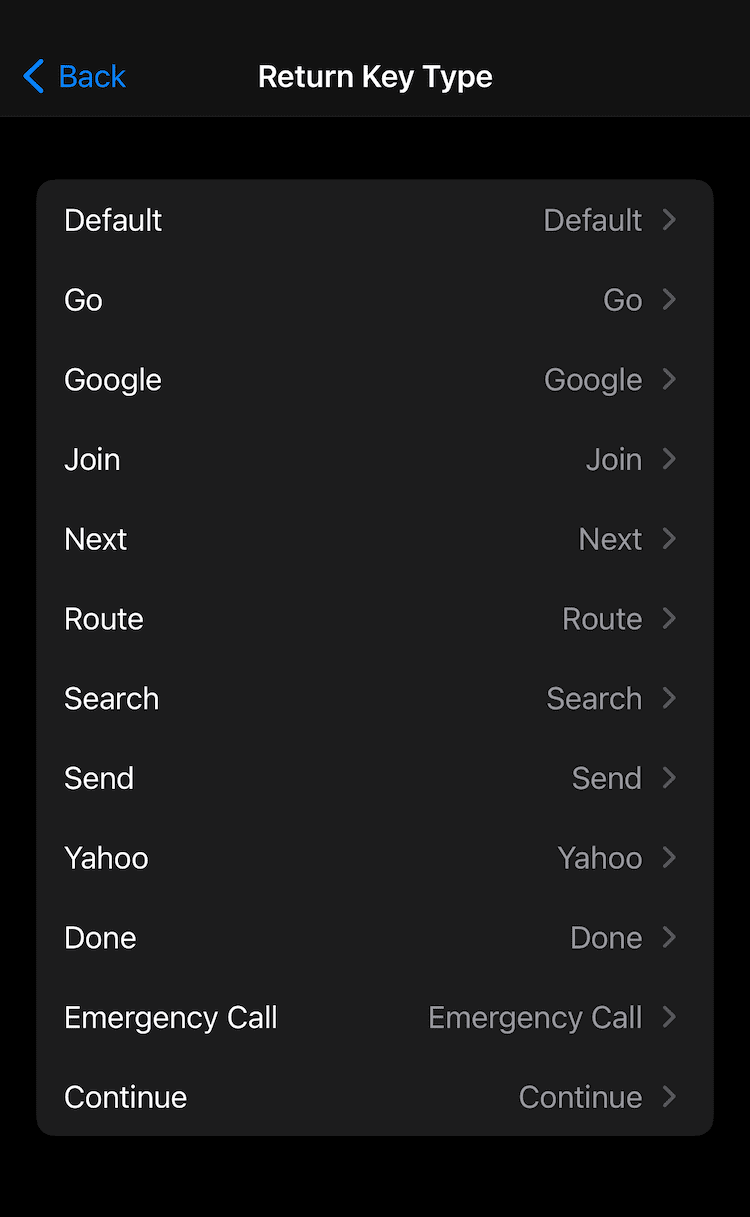 Back Return Key Type
Default Default
Go Go
Google Google
Join Join
Next Next
Route Route
Search Search
Send Send
Yahoo Yahoo
Done Done
Emergency Call Emergency Call
Continue Continue